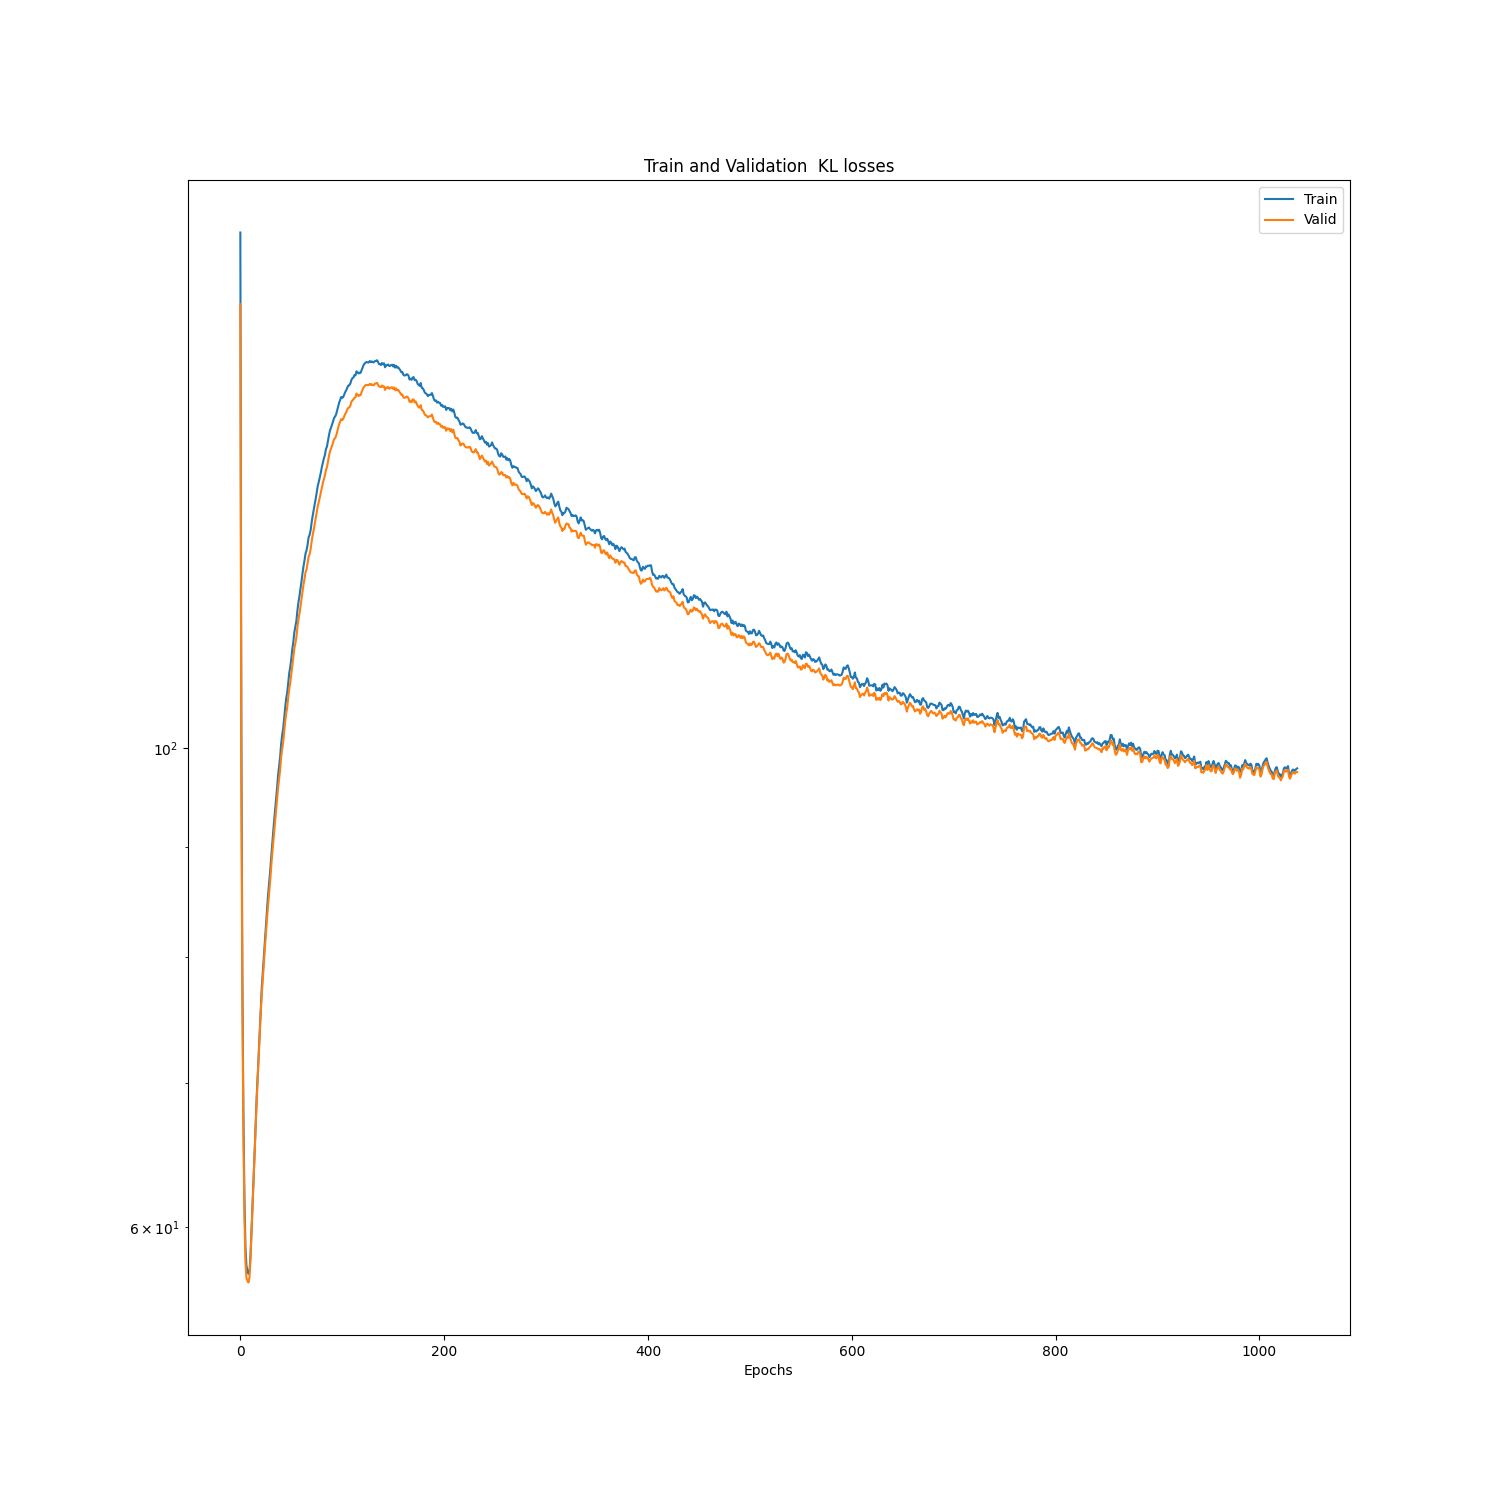 Train and Validation  KL losses
Train
Valid
10²
6 × 10¹
0 200 400 600 800 1000
Epochs